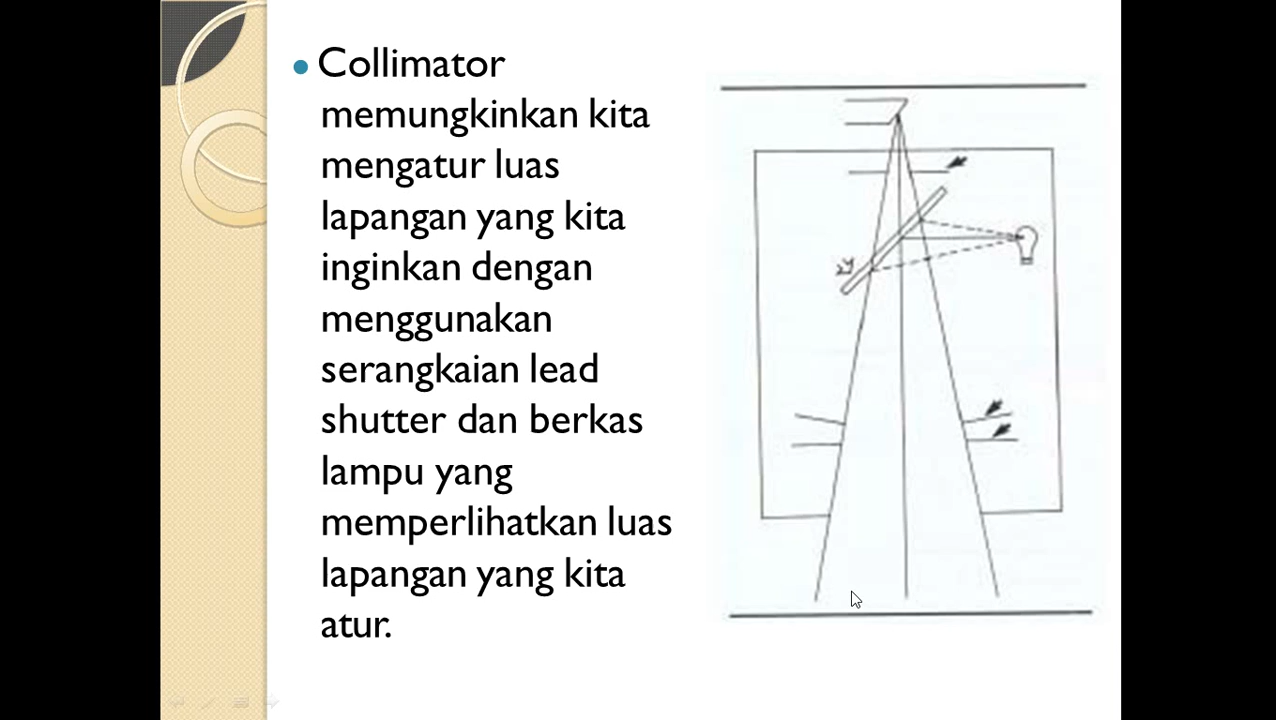 Collimator
memungkinkan kita
mengatur luas
lapangan yang kita
inginkan dengan
menggunakan
serangkaian lead
shutter dan berkas
lampu yang
memperlihatkan luas
lapangan yang kita
atur.